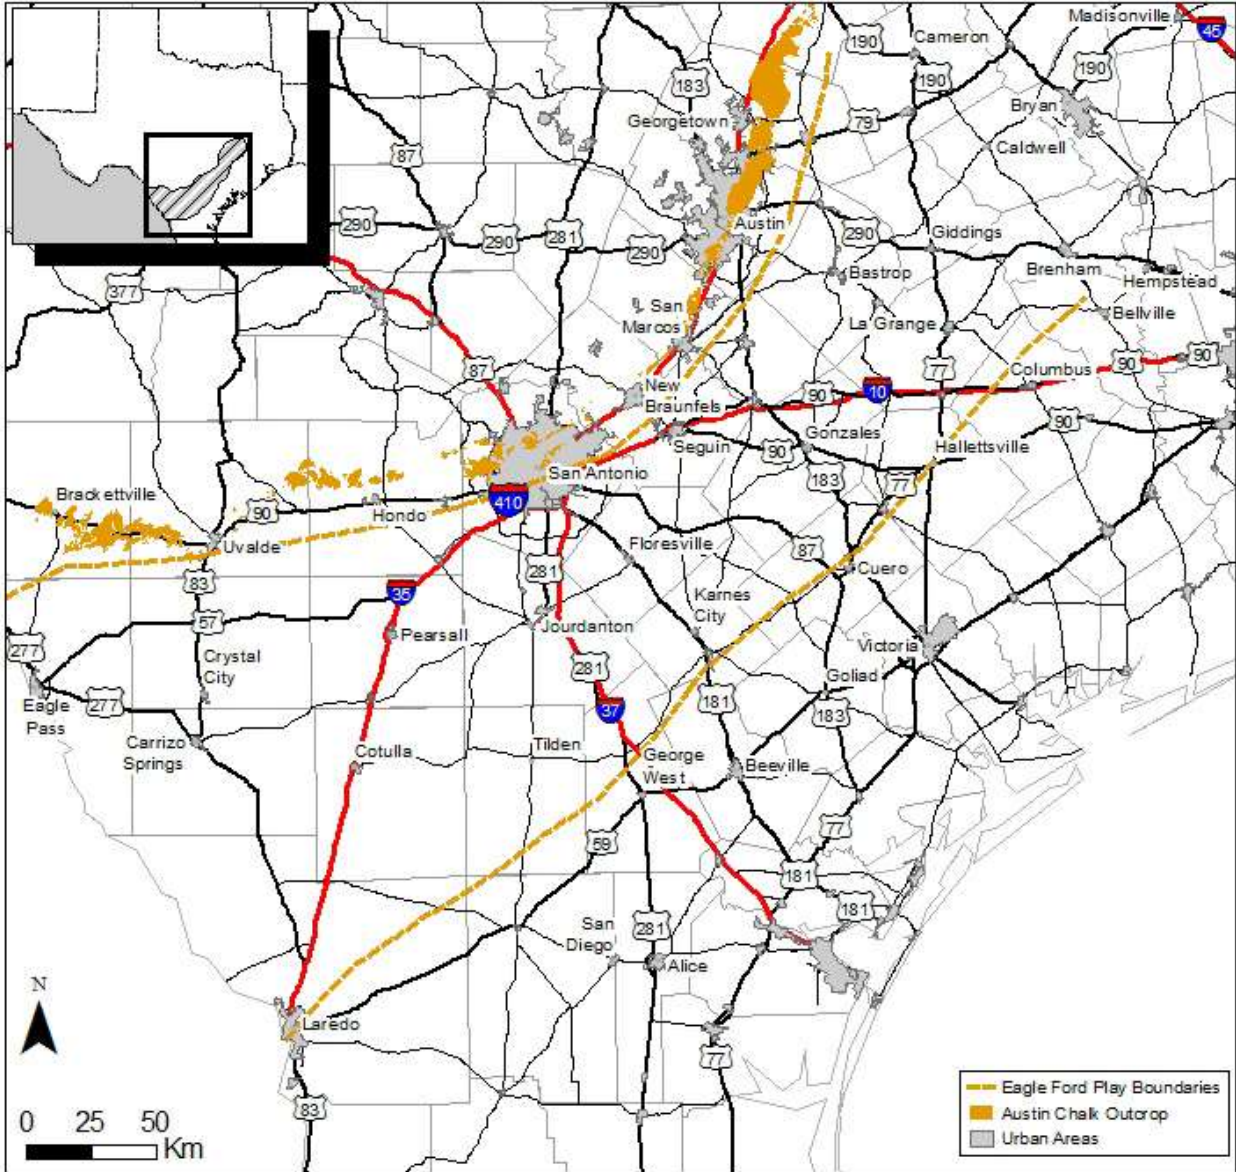 Madisonville
45
190
Cameron
183
190
190
Georgetown
79
Bryan
87
Caldwell
290
290
281
290
Austin
290
Giddings
Bastrop
Brenham
Hempstead
377
San
Marcos
La Grange
Bellville
87
77
Columbus
90
90
New
Braunfels
90
10
90
Seguin
Gonzales
Hallettsville
90
San Antonio
183
77
Brackettville
90
Hondo
410
Uvalde
Floresville
87
Cuero
83
281
35
Karnes
City
57
Pearsall
Jourdanton
Victoria
277
Crystal
City
281
Goliad
Eagle
Pass
277
37
181
183
Carrizo
Springs
Cotulla
Tilden
George
West
Beeville
59
77
181
181
San
Diego
281
Alice
N
Laredo
77
83
0 25 50
Km
Eagle Ford Play Boundaries
Austin Chalk Outcrop
Urban Areas